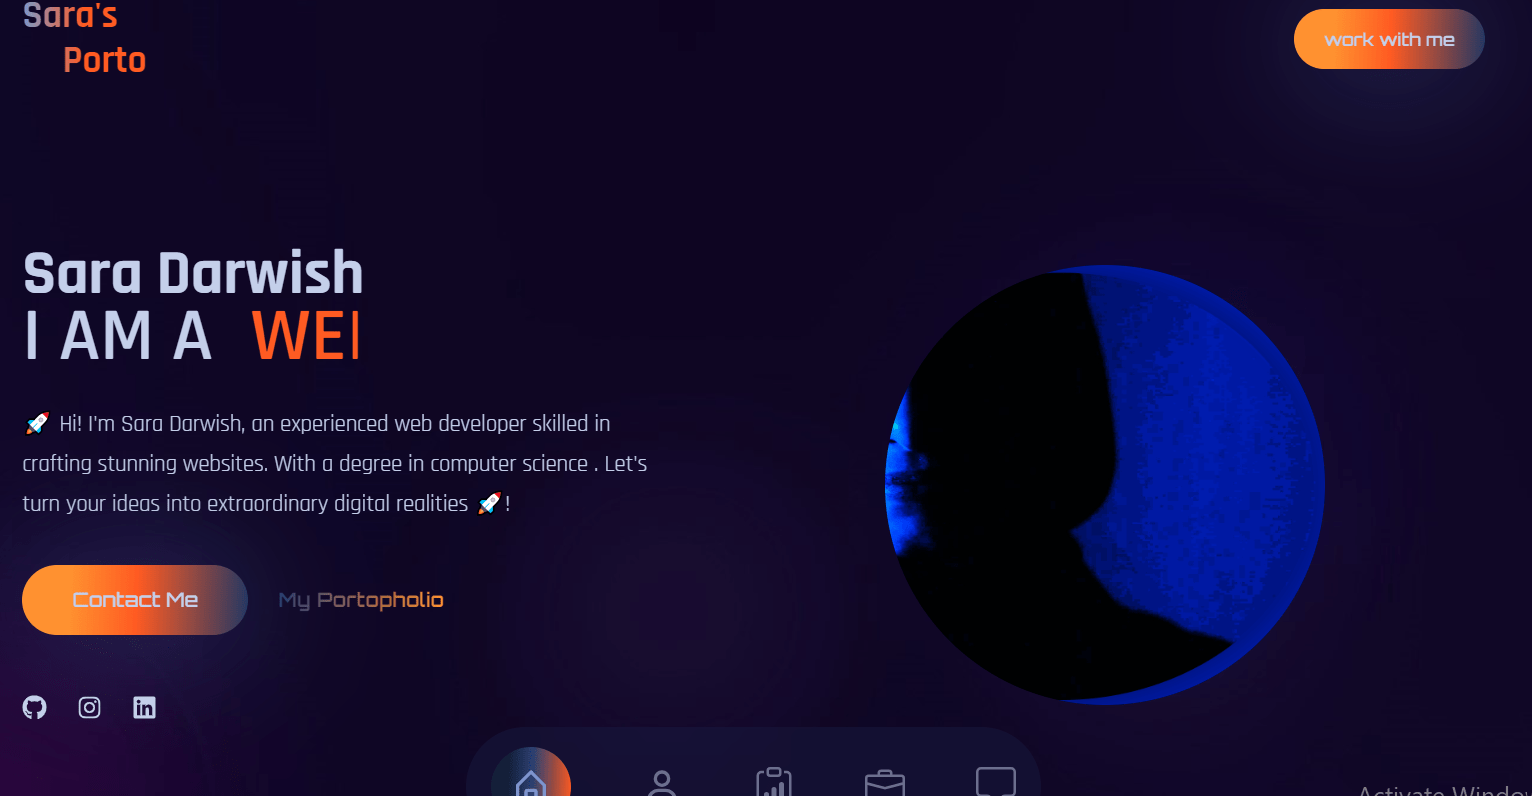 Sara's
Porto
work with me
Sara Darwish
I AM A WE
🚀 Hi! I'm Sara Darwish, an experienced web developer skilled in
crafting stunning websites. With a degree in computer science . Let's
turn your ideas into extraordinary digital realities 🚀!
Contact Me
My Portopholio
Activate Window